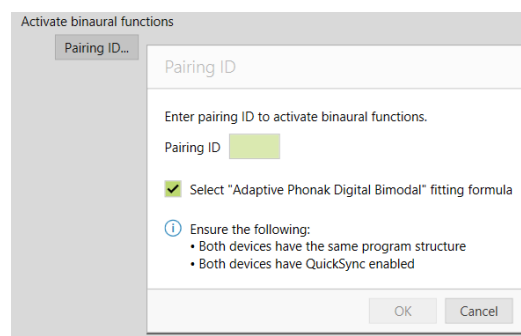 Activate binaural functions
Pairing ID...
Pairing ID
Enter pairing ID to activate binaural functions.
Pairing ID
Select "Adaptive Phonak Digital Bimodal" fitting formula
Ensure the following:
• Both devices have the same program structure
• Both devices have QuickSync enabled
OK Cancel